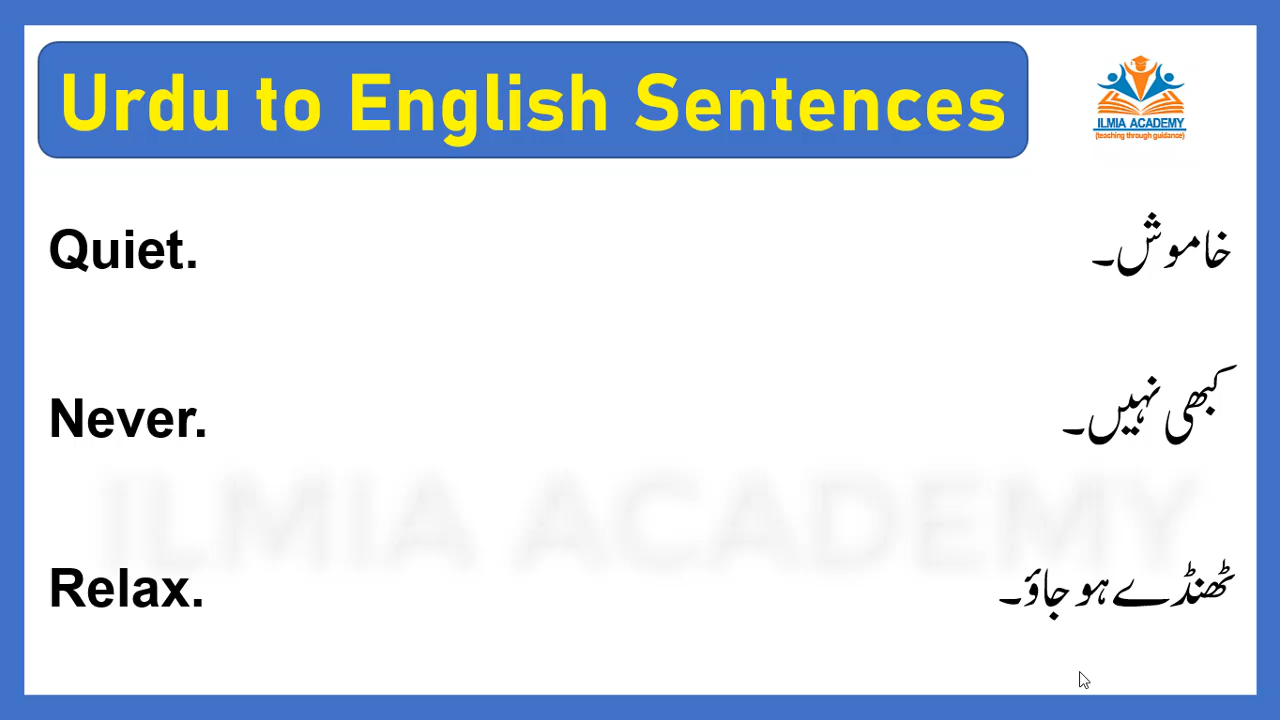 Urdu to English Sentences
ILMIA ACADEMY
(teaching through guidance)
Quiet.
خاموش۔
Never.
کبھی نہیں۔
ILMIA ACADEMY
Relax.
ٹھنڈے ہو جاؤ۔